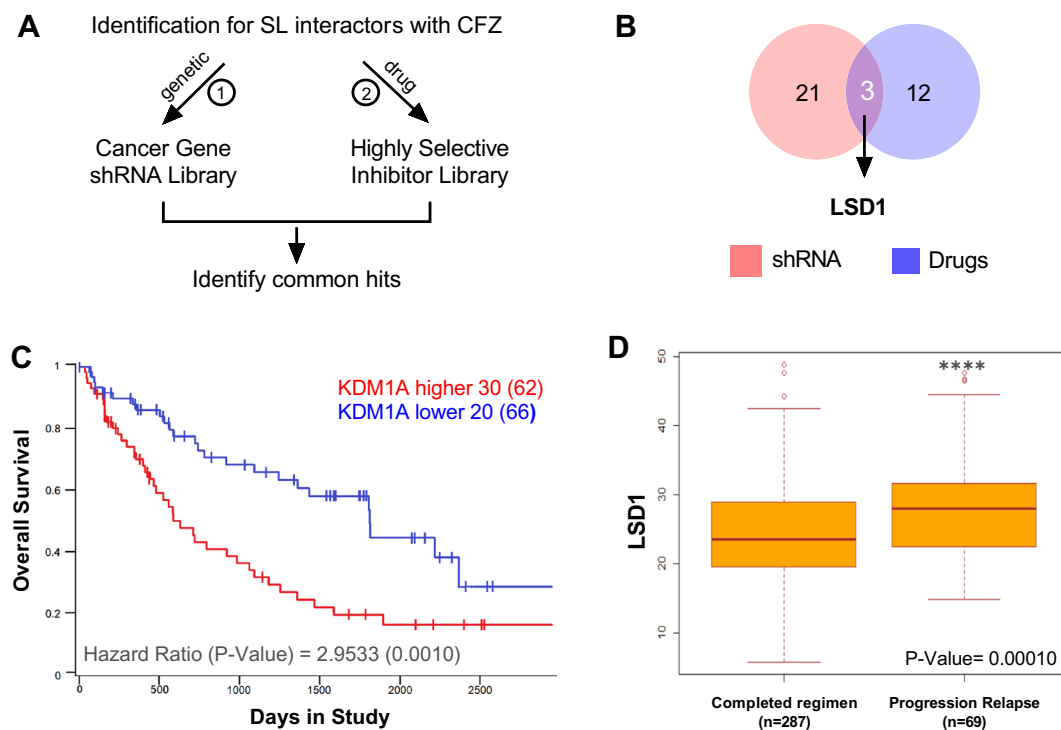 A
Identification for SL interactors with CFZ
genetic
1
2
drug
Cancer Gene
shRNA Library
Highly Selective
Inhibitor Library
Identify common hits
B
21
3
12
LSD1
shRNA
Drugs
C
KDM1A higher 30 (62)
KDM1A lower 20 (66)
Overall Survival
1
0.8
0.6
0.4
0.2
0
Hazard Ratio (P-Value) = 2.9533 (0.0010)
0
500
1000
1500
2000
2500
Days in Study
D
LSD1
50
40
30
20
10
****
P-Value= 0.00010
Completed regimen
(n=287)
Progression Relapse
(n=69)